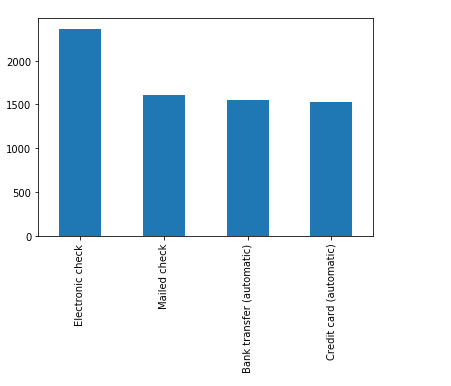 2000
1500
1000
500
0
Electronic check
Mailed check
Bank transfer (automatic)
Credit card (automatic)